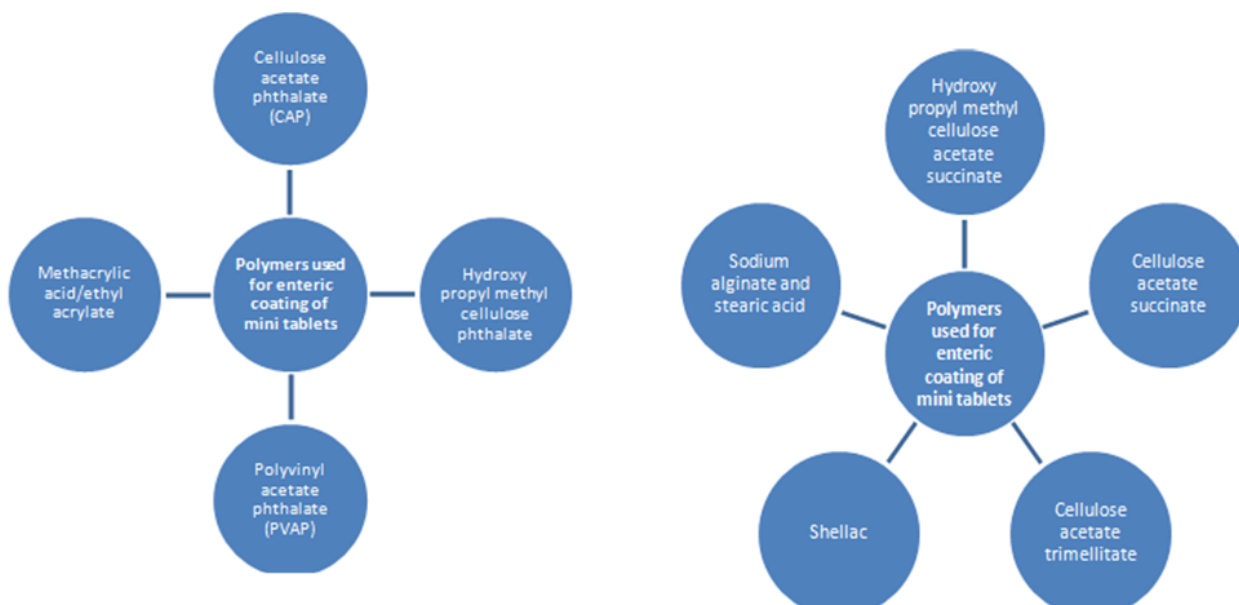 Cellulose
acetate
phthalate
(CAP)
Methacrylic
acid/ethyl
acrylate
Polymers used
for enteric
coating of
mini tablets
Hydroxy
propyl methyl
cellulose
phthalate
Polyvinyl
acetate
phthalate
(PVAP)
Hydroxy
propyl methyl
cellulose
acetate
succinate
Sodium
alginate and
stearic acid
Polymers
used for
enteric
coating of
mini tablets
Cellulose
acetate
succinate
Shellac
Cellulose
acetate
trimellitate